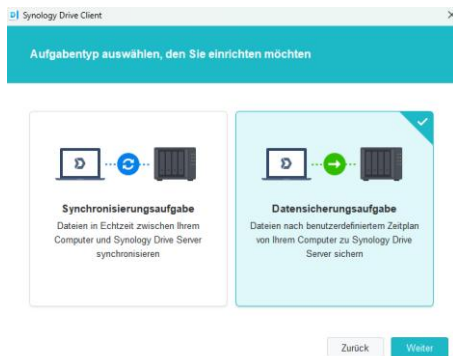 Synology Drive Client
Aufgabentyp auswählen, den Sie einrichten möchten
Synchronisierungsaufgabe
Dateien in Echtzeit zwischen Ihrem
Computer und Synology Drive Server
synchronisieren
Datensicherungsaufgabe
Dateien nach benutzerdefiniertem Zeitplan
von Ihrem Computer zu Synology Drive
Server sichern
Zurück
Weiter